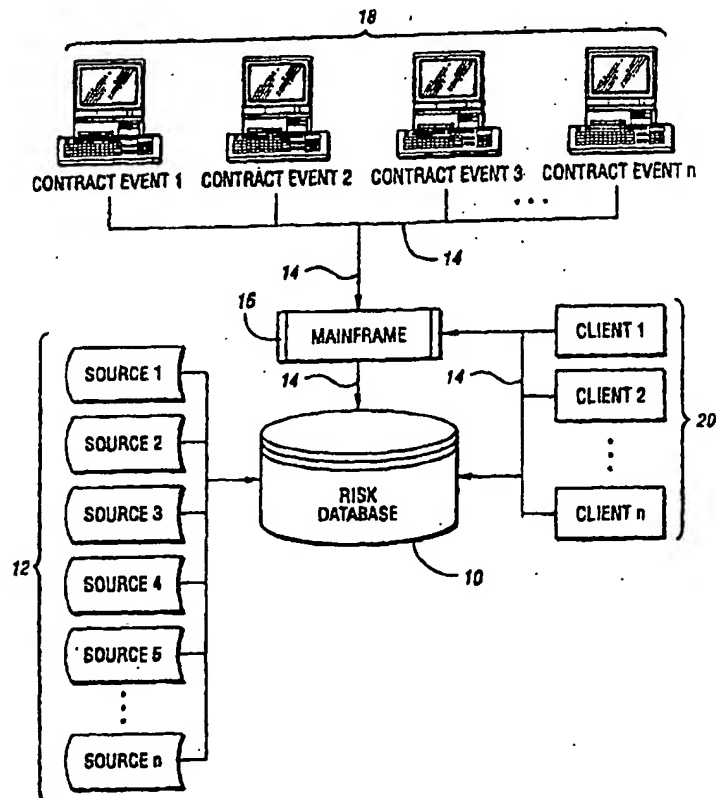 18
CONTRACT EVENT 1 CONTRACT EVENT 2 CONTRACT EVENT 3 CONTRACT EVENT n
14
14
16
MAINFRAME
14
14
CLIENT 1
CLIENT 2
CLIENT n
20
SOURCE 1
SOURCE 2
SOURCE 3
SOURCE 4
SOURCE 5
SOURCE n
12
RISK
DATABASE
10